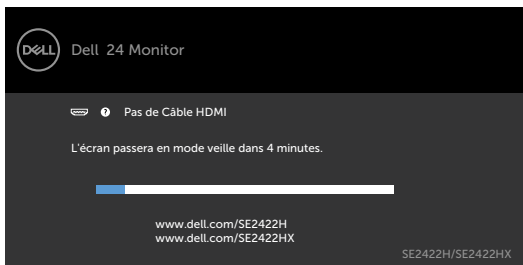 DELL
Dell 24 Monitor
Pas de Câble HDMI
L'écran passera en mode veille dans 4 minutes.
www.dell.com/SE2422H
www.dell.com/SE2422HX
SE2422H/SE2422HX